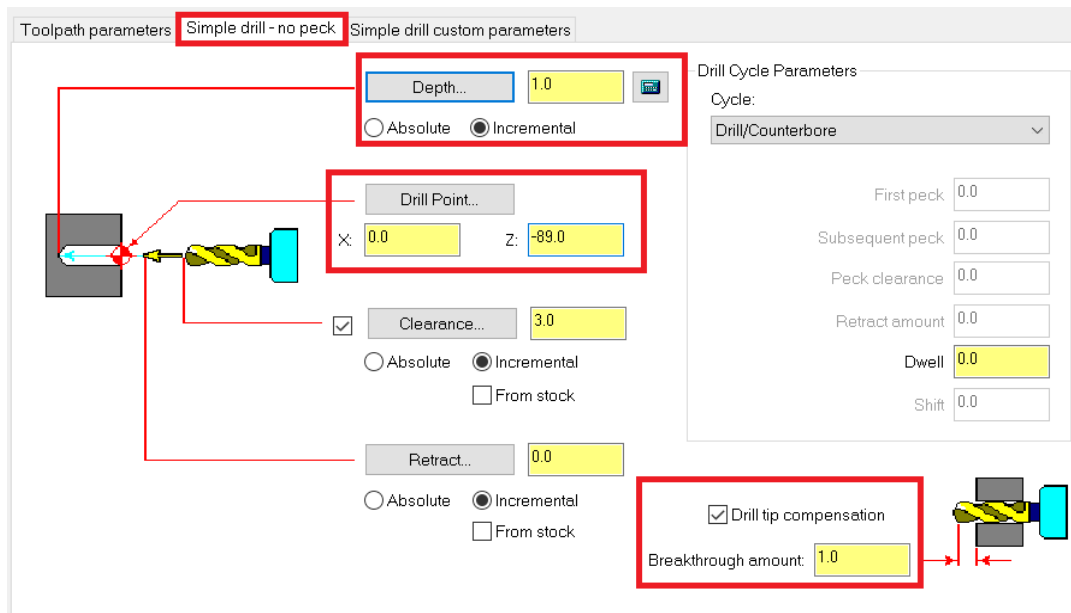 Toolpath parameters Simple drill - no peck Simple drill custom parameters
Depth... 1.0
Absolute Incremental
Drill Point...
X: 0.0 Z: -89.0
Clearance... 3.0
Absolute Incremental
From stock
Retract... 0.0
Absolute Incremental
From stock
Drill Cycle Parameters
Cycle:
Drill/Counterbore
First peck 0.0
Subsequent peck 0.0
Peck clearance 0.0
Retract amount 0.0
Dwell 0.0
Shift 0.0
Drill tip compensation
Breakthrough amount: 1.0